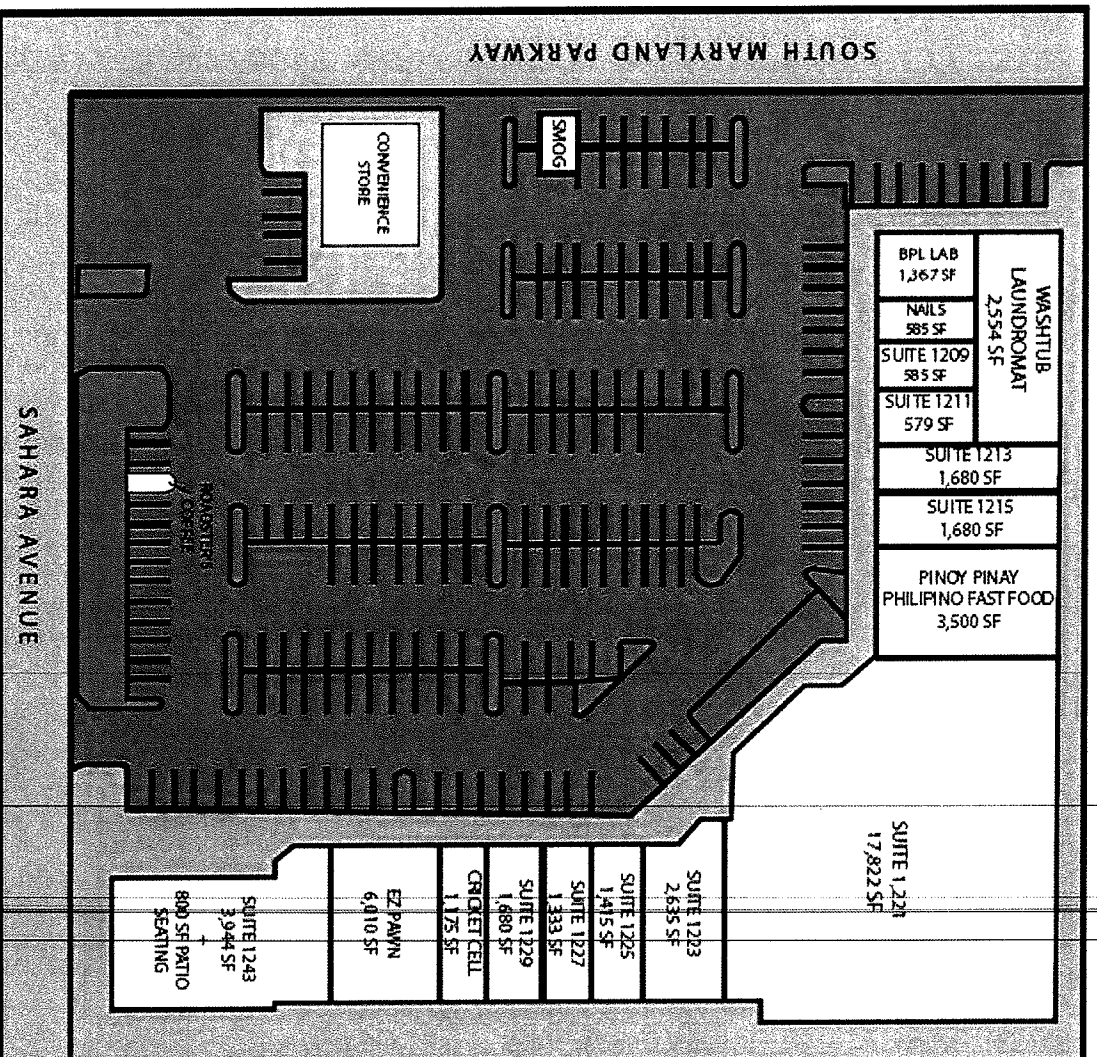 SOUTH MARYLAND PARKWAY
SMOG
CONVENIENCE
STORE
BPL LAB
1,367 SF
WASHTUB
LAUNDROMAT
2,554 SF
NAILS
585 SF
SUITE 1209
585 SF
SUITE 1211
579 SF
SUITE 1213
1,680 SF
SUITE 1215
1,680 SF
PINOY PINAY
PHILIPINO FAST FOOD
3,500 SF
SAHARA AVENUE
ROASTERS
COFFEE
SUITE 1,221
17,822 SF
SUITE 1223
2,635 SF
SUITE 1225
1,415 SF
SUITE 1227
1,333 SF
SUITE 1229
1,680 SF
CRICKET CELL
1,175 SF
EZ PAWN
6,010 SF
SUITE 1243
3,944 SF
+
800 SF PATIO
SEATING